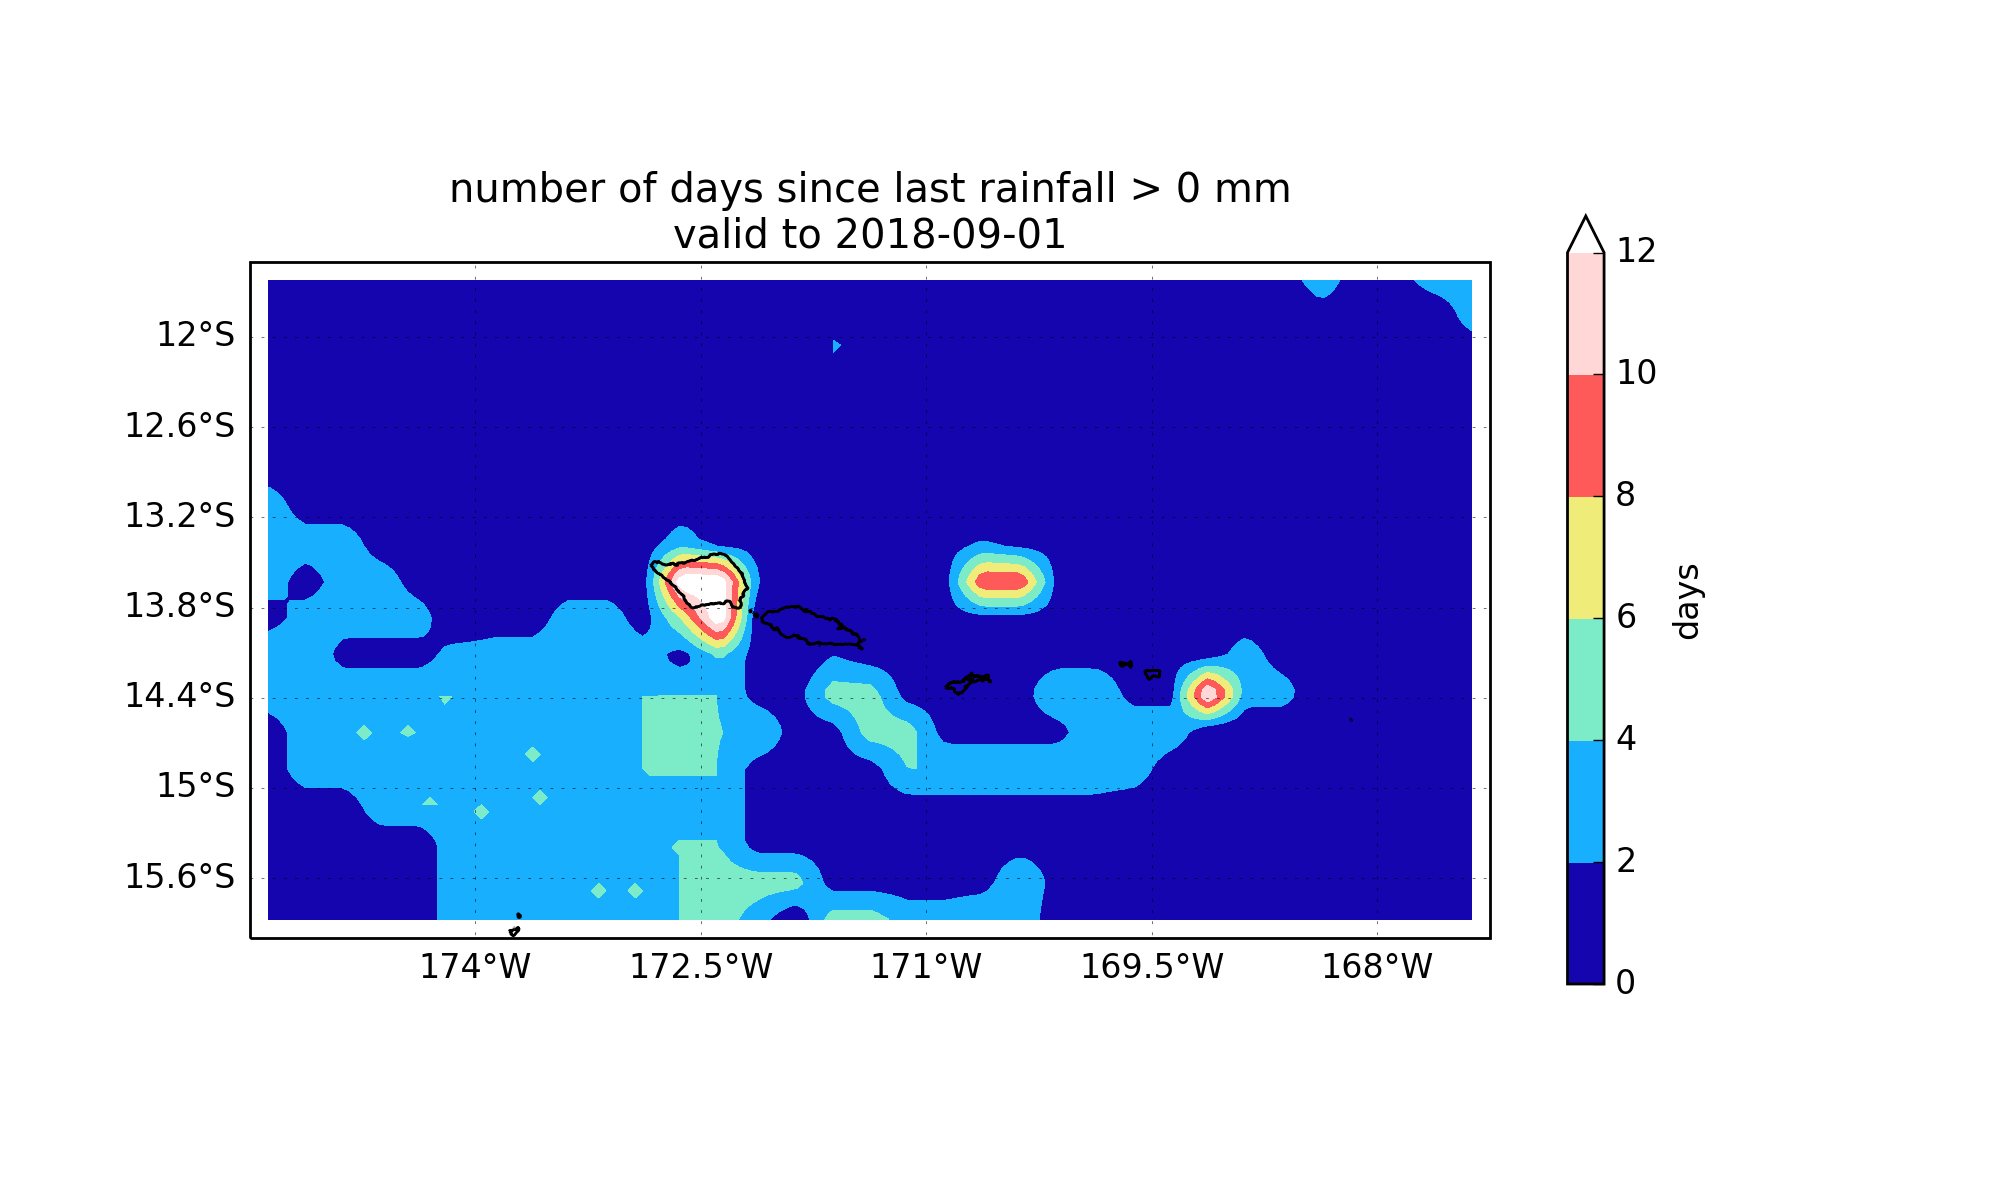 number of days since last rainfall > 0 mm
valid to 2018-09-01
12°S
12.6°S
13.2°S
13.8°S
14.4°S
15°S
15.6°S
174°W
172.5°W
171°W
169.5°W
168°W
12
10
8
6
4
2
0
days